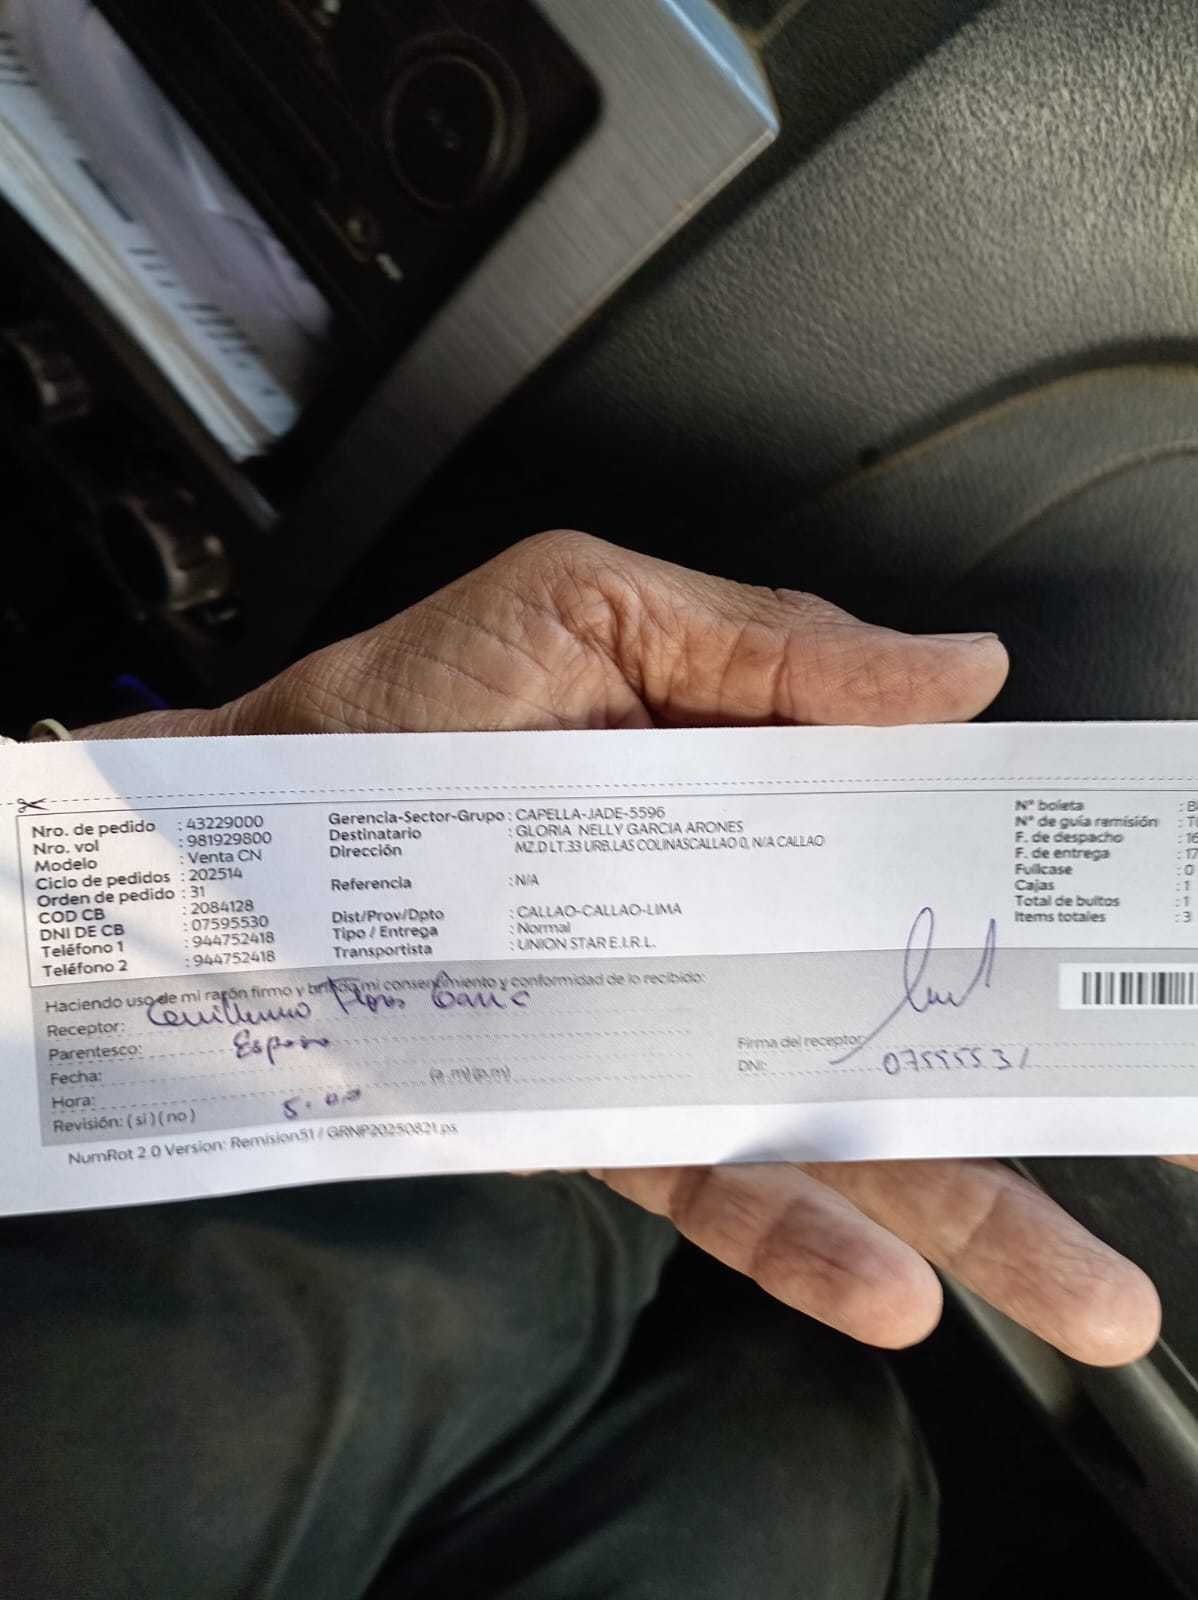 Nro. de pedido : 43229000
Nro. vol : 981929800
Modelo : Venta CN
Ciclo de pedidos : 202514
Orden de pedido : 31
COD CB : 2084128
DNI DE CB : 07595530
Teléfono 1 : 944752418
Teléfono 2 : 944752418
Gerencia-Sector-Grupo : CAPELLA-JADE-5596
Destinatario : GLORIA NELLY GARCIA ARONES
Dirección MZ.D LT.33 URB.LAS COLINASCALLAO 0, N/A CALLAO
Referencia : N/A
Dist/Prov/Dpto : CALLAO-CALLAO-LIMA
Tipo / Entrega : Normal
Transportista : UNION STAR E.I.R.L.
N° boleta : B
N° de guía remisión : T
F. de despacho : 16
F. de entrega : 17
Fullcase : 0
Cajas : 1
Total de bultos : 1
Items totales : 3
Haciendo uso de mi razón firmo y brindo mi consentimiento y conformidad de lo recibido:
Receptor: Flores
Parentesco: Esposo
Fecha:
Hora: (a .m) (p.m)
Revisión: ( si ) ( no ) 5.00
Firma del receptor:
DNI:
NumRot 2.0 Version: Remision51 / GRNP20250821.ps